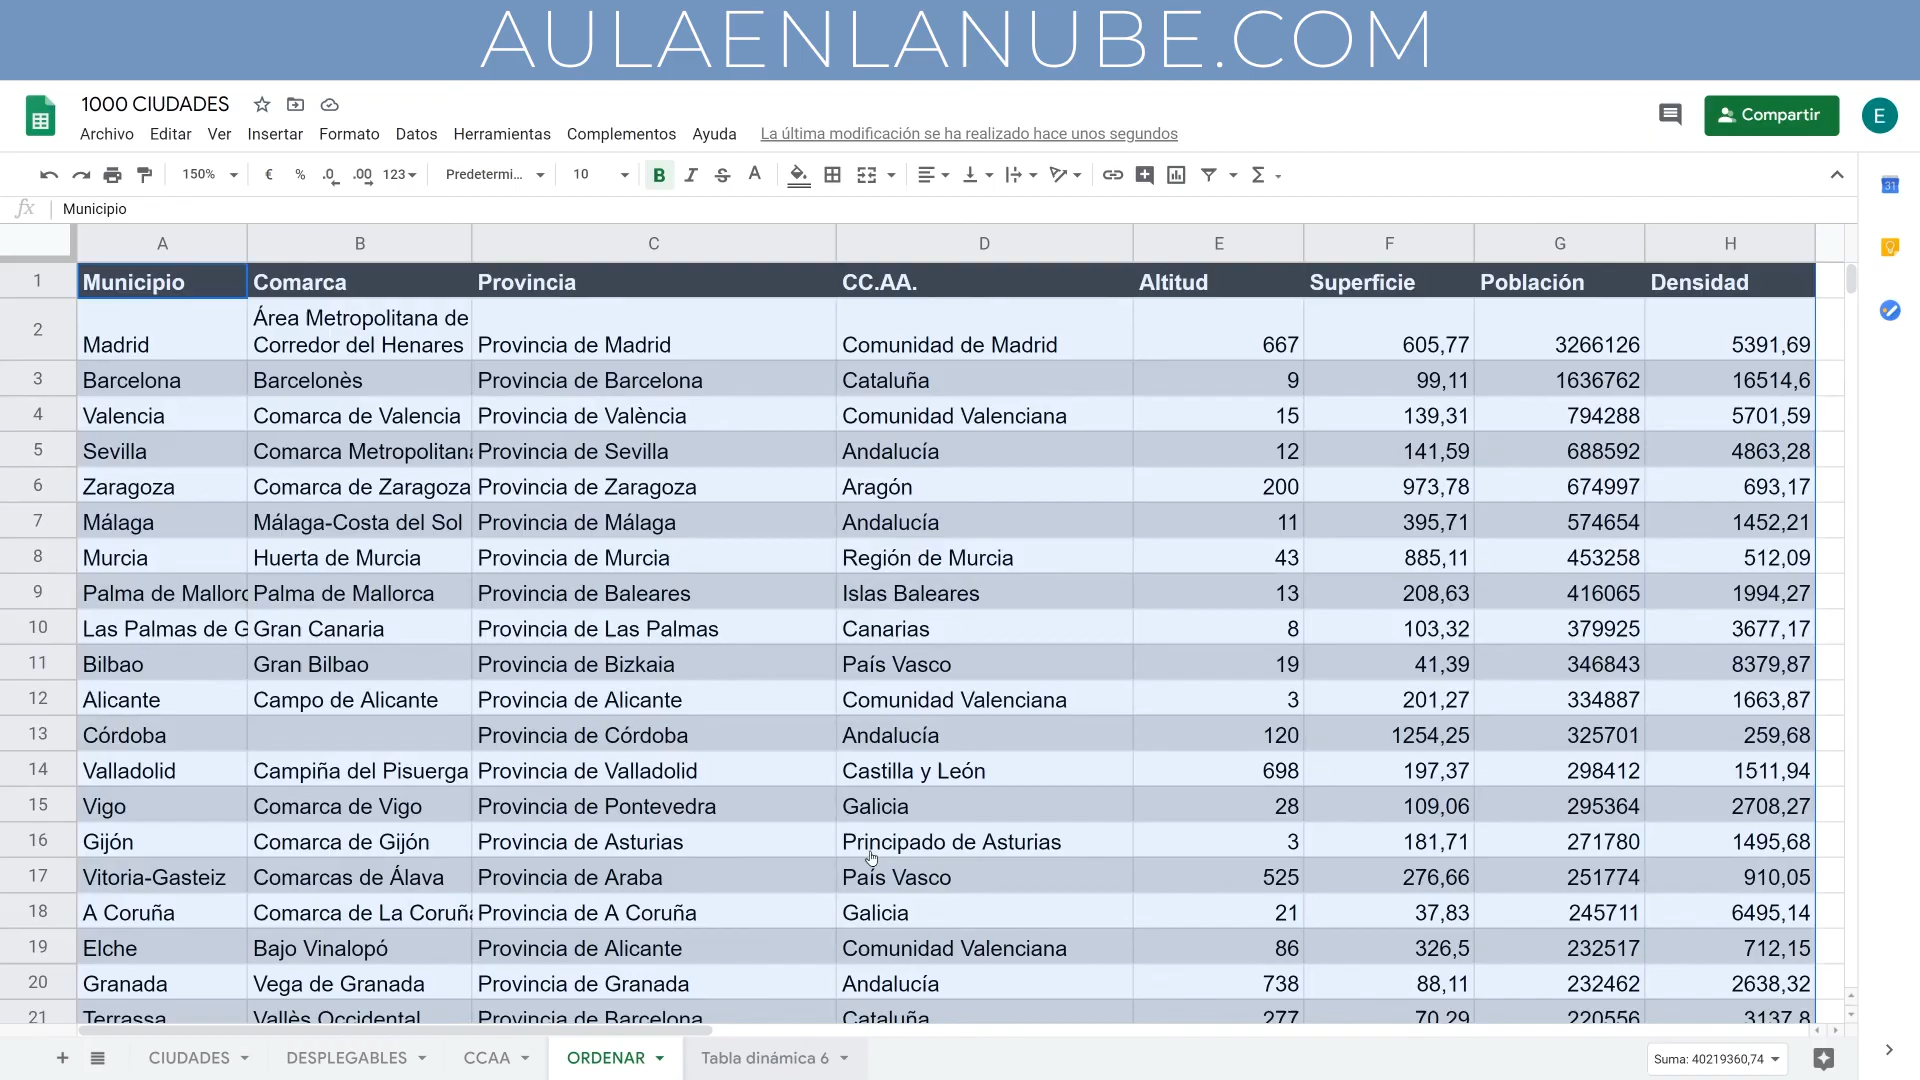 AULAENLANUBE.COM
1000 CIUDADES
Archivo Editar Ver Insertar Formato Datos Herramientas Complementos Ayuda La última modificación se ha realizado hace unos segundos
Compartir
E
150% € % .0 .00 123 Predetermi... 10 B I S A Σ
31
fx Municipio
A B C D E F G H
1 Municipio Comarca Provincia CC.AA. Altitud Superficie Población Densidad
Área Metropolitana de
2 Madrid Corredor del Henares Provincia de Madrid Comunidad de Madrid 667 605,77 3266126 5391,69
3 Barcelona Barcelonès Provincia de Barcelona Cataluña 9 99,11 1636762 16514,6
4 Valencia Comarca de Valencia Provincia de València Comunidad Valenciana 15 139,31 794288 5701,59
5 Sevilla Comarca Metropolitana Provincia de Sevilla Andalucía 12 141,59 688592 4863,28
6 Zaragoza Comarca de Zaragoza Provincia de Zaragoza Aragón 200 973,78 674997 693,17
7 Málaga Málaga-Costa del Sol Provincia de Málaga Andalucía 11 395,71 574654 1452,21
8 Murcia Huerta de Murcia Provincia de Murcia Región de Murcia 43 885,11 453258 512,09
9 Palma de Mallorc Palma de Mallorca Provincia de Baleares Islas Baleares 13 208,63 416065 1994,27
10 Las Palmas de G Gran Canaria Provincia de Las Palmas Canarias 8 103,32 379925 3677,17
11 Bilbao Gran Bilbao Provincia de Bizkaia País Vasco 19 41,39 346843 8379,87
12 Alicante Campo de Alicante Provincia de Alicante Comunidad Valenciana 3 201,27 334887 1663,87
13 Córdoba Provincia de Córdoba Andalucía 120 1254,25 325701 259,68
14 Valladolid Campiña del Pisuerga Provincia de Valladolid Castilla y León 698 197,37 298412 1511,94
15 Vigo Comarca de Vigo Provincia de Pontevedra Galicia 28 109,06 295364 2708,27
16 Gijón Comarca de Gijón Provincia de Asturias Principado de Asturias 3 181,71 271780 1495,68
17 Vitoria-Gasteiz Comarcas de Álava Provincia de Araba País Vasco 525 276,66 251774 910,05
18 A Coruña Comarca de La Coruña Provincia de A Coruña Galicia 21 37,83 245711 6495,14
19 Elche Bajo Vinalopó Provincia de Alicante Comunidad Valenciana 86 326,5 232517 712,15
20 Granada Vega de Granada Provincia de Granada Andalucía 738 88,11 232462 2638,32
21 Terrassa Vallès Occidental Provincia de Barcelona Cataluña 277 70,29 220556 3137,8
CIUDADES DESPLEGABLES CCAA ORDENAR Tabla dinámica 6 Suma: 40219360,74